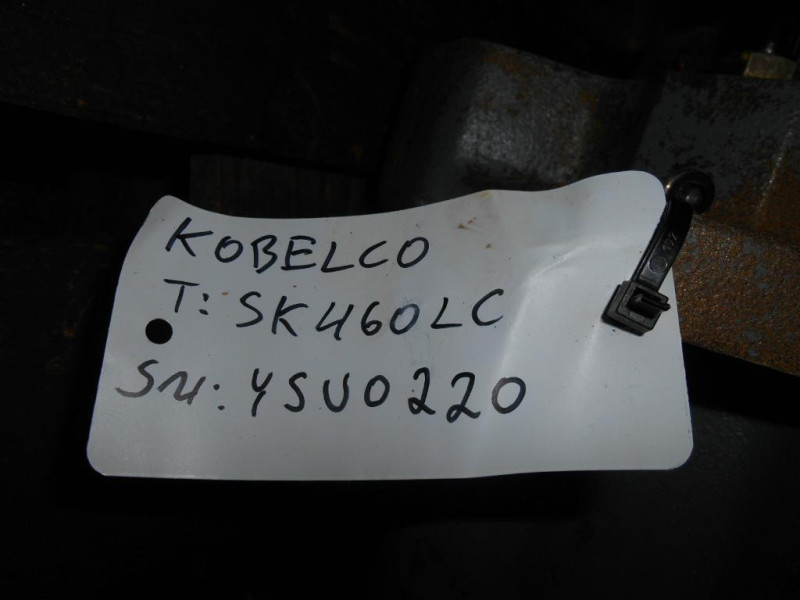 KOBELCO
T: SK460LC
SN: YSU0220